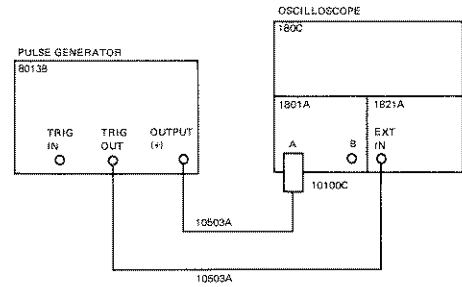 OSCILLOSCOPE
180C
PULSE GENERATOR
8013B
1801A
1821A
TRIG IN
TRIG OUT
OUTPUT (+)
A
B
EXT IN
10100C
10503A
10503A